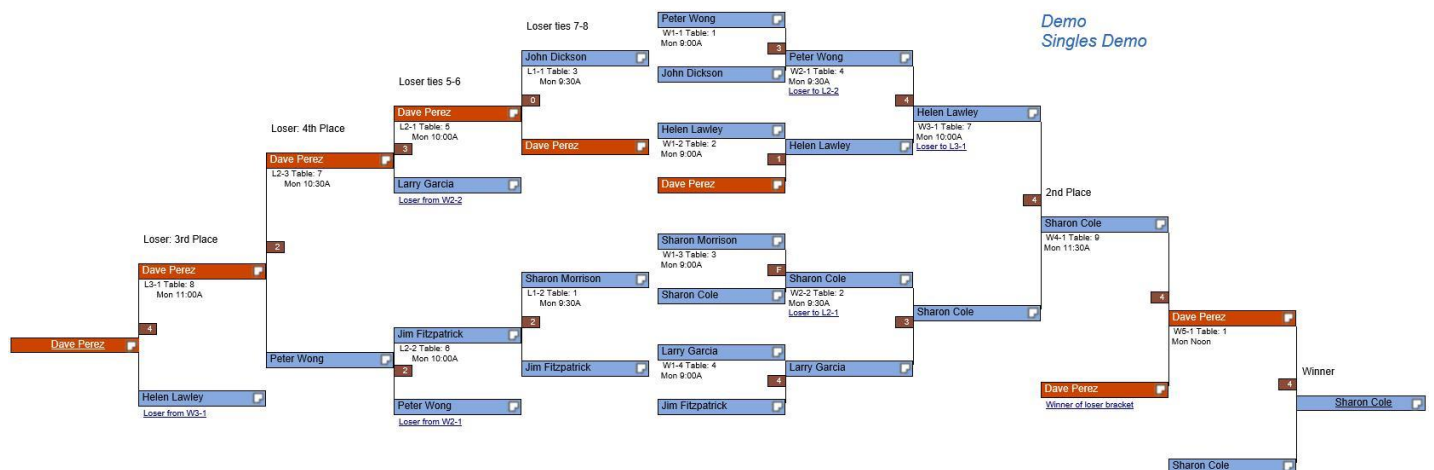 Demo
Singles Demo
Loser ties 7-8
Loser ties 5-6
Loser: 4th Place
Loser: 3rd Place
Dave Perez
Dave Perez
L3-1 Table: 8
Mon 11:00A
4
Helen Lawley
Loser from W3-1
Dave Perez
L2-3 Table: 7
Mon 10:30A
2
Peter Wong
Dave Perez
L2-1 Table: 5
Mon 10:00A
3
Larry Garcia
Loser from W2-2
Jim Fitzpatrick
L2-2 Table: 6
Mon 10:00A
2
Peter Wong
Loser from W2-1
John Dickson
L1-1 Table: 3
Mon 9:30A
0
Dave Perez
Sharon Morrison
L1-2 Table: 1
Mon 9:30A
2
Jim Fitzpatrick
Peter Wong
W1-1 Table: 1
Mon 9:00A
3
John Dickson
Helen Lawley
W1-2 Table: 2
Mon 9:00A
1
Dave Perez
Sharon Morrison
W1-3 Table: 3
Mon 9:00A
F
Sharon Cole
Larry Garcia
W1-4 Table: 4
Mon 9:00A
4
Jim Fitzpatrick
Peter Wong
W2-1 Table: 4
Mon 9:30A
Loser to L2-2
4
Helen Lawley
Sharon Cole
W2-2 Table: 2
Mon 9:30A
Loser to L2-1
3
Larry Garcia
Helen Lawley
W3-1 Table: 7
Mon 10:00A
Loser to L3-1
4
Sharon Cole
2nd Place
Sharon Cole
W4-1 Table: 9
Mon 11:30A
4
Dave Perez
Winner of loser bracket
Dave Perez
W5-1 Table: 1
Mon Noon
4
Sharon Cole
Winner
Sharon Cole